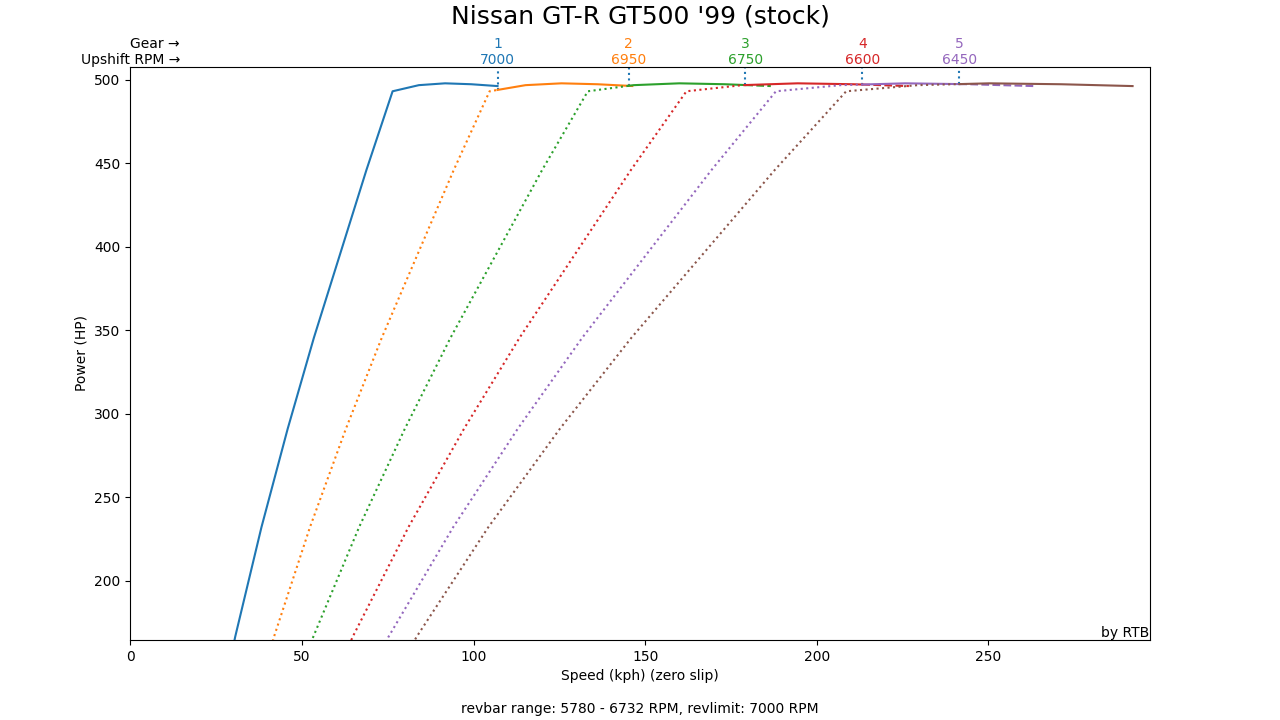 Nissan GT-R GT500 '99 (stock)
Gear → 1 2 3 4 5
Upshift RPM → 7000 6950 6750 6600 6450
500
450
400
350
300
250
200
Power (HP)
by RTB
0 50 100 150 200 250
Speed (kph) (zero slip)
revbar range: 5780 - 6732 RPM, revlimit: 7000 RPM